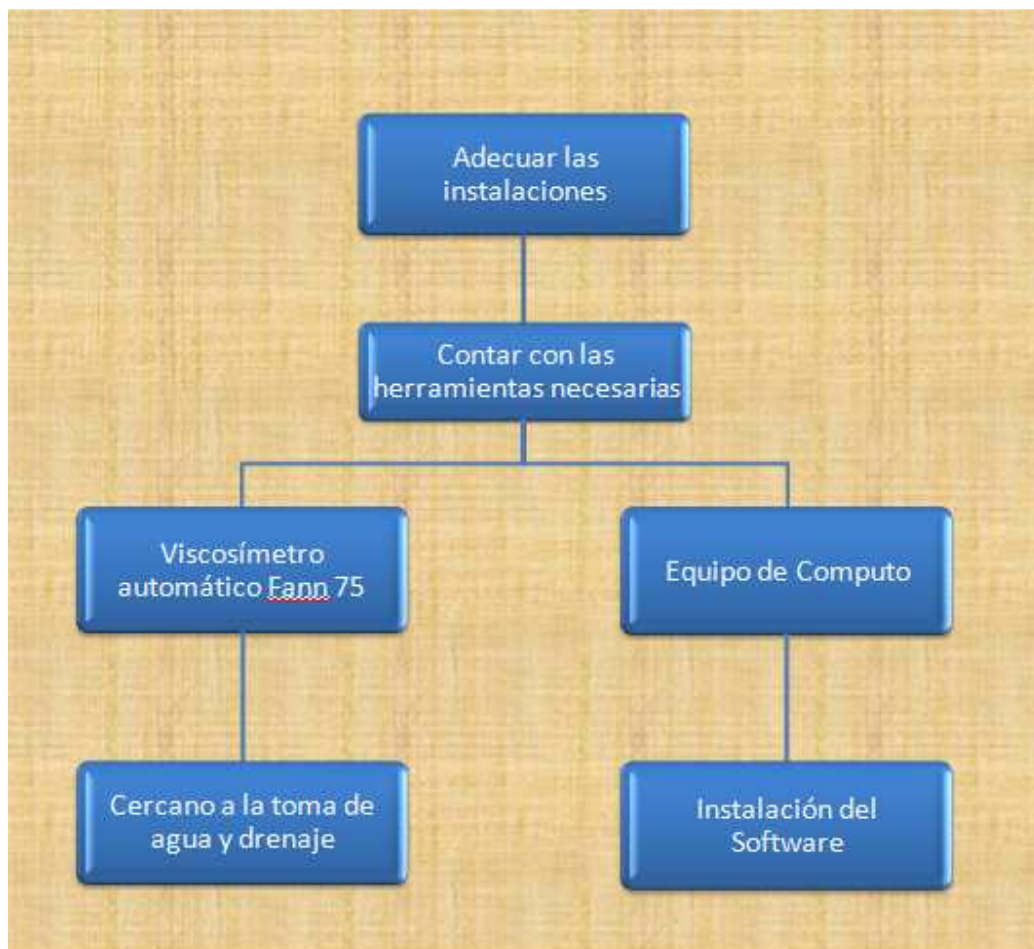 Adecuar las
instalaciones
Contar con las
herramientas necesarias
Viscosímetro
automático Fann 75
Equipo de Computo
Cercano a la toma de
agua y drenaje
Instalación del
Software